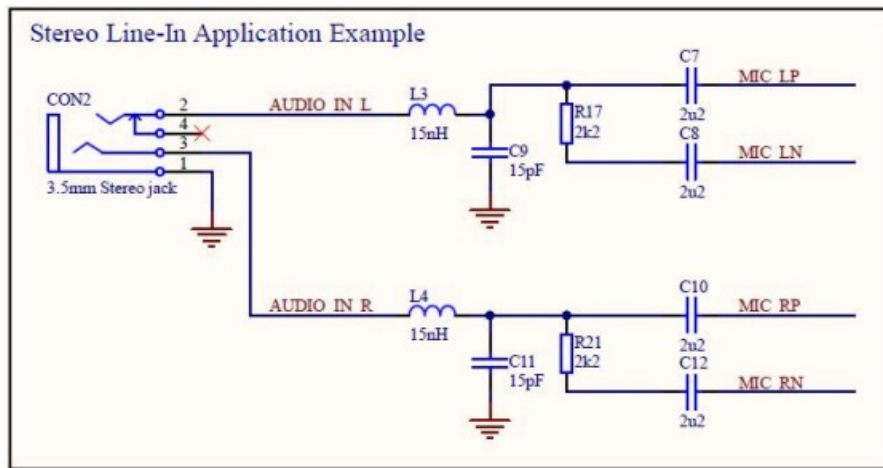 Stereo Line-In Application Example
CON2
2
4
3
1
3.5mm Stereo jack
AUDIO IN L
L3
15nH
C9
15pF
R17
2k2
C7
2u2
MIC LP
C8
2u2
MIC LN
AUDIO IN R
L4
15nH
C11
15pF
R21
2k2
C10
2u2
MIC RP
C12
2u2
MIC RN